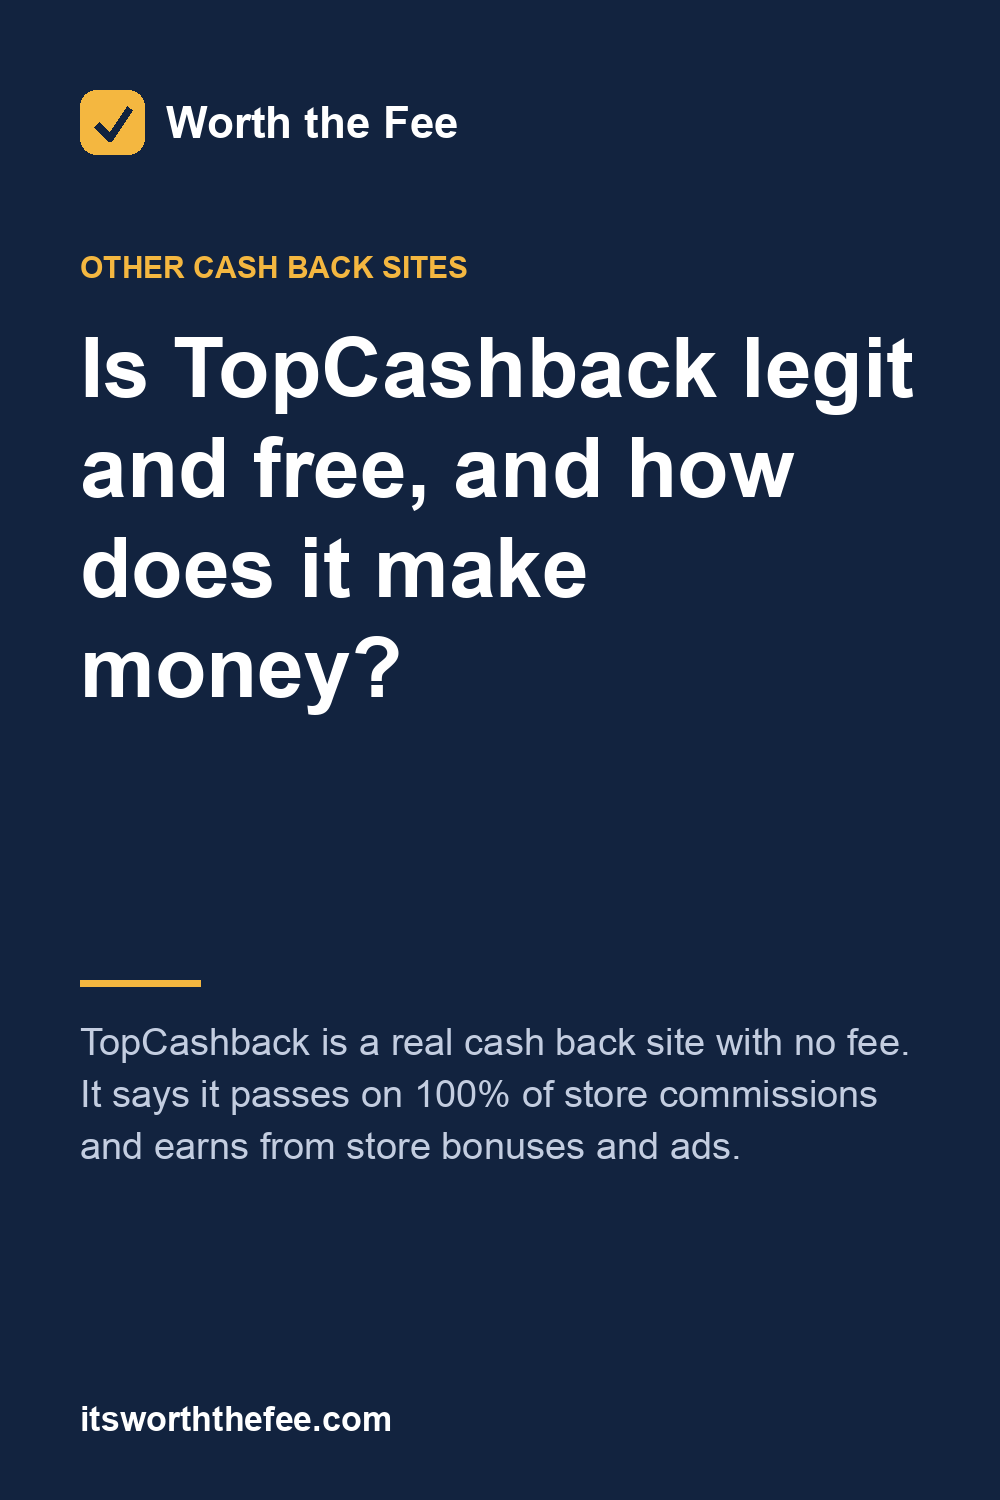 Worth the Fee
OTHER CASH BACK SITES
Is TopCashback legit
and free, and how
does it make
money?
TopCashback is a real cash back site with no fee.
It says it passes on 100% of store commissions
and earns from store bonuses and ads.
itsworththefee.com